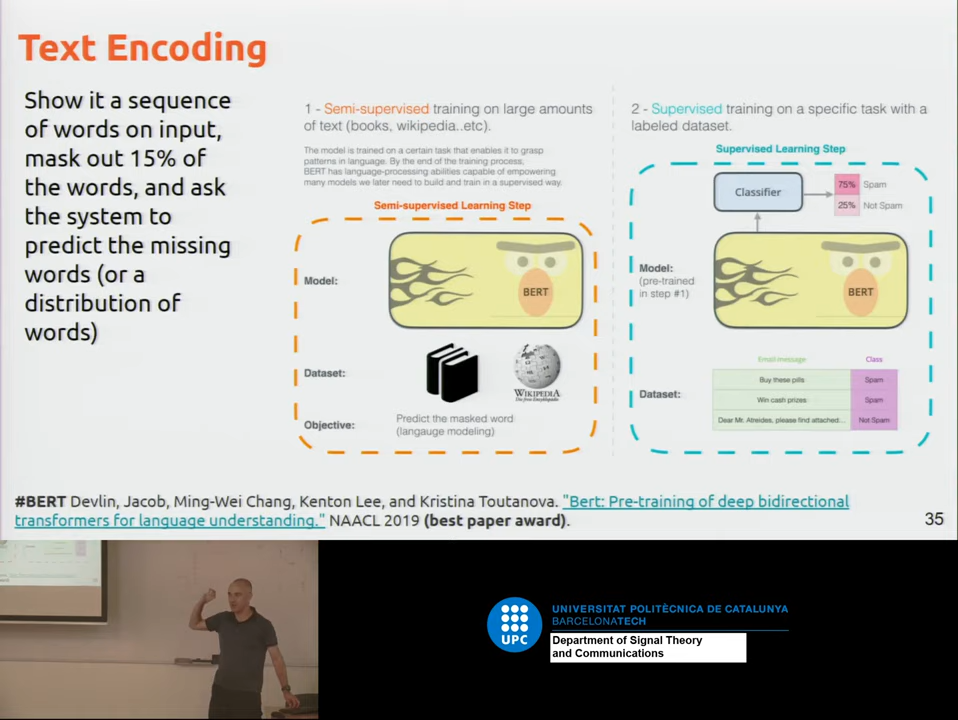 Text Encoding
Show it a sequence
of words on input,
mask out 15% of
the words, and ask
the system to
predict the missing
words (or a
distribution of
words)
1 - Semi-supervised training on large amounts
of text (books, wikipedia..etc).
The model is trained on a certain task that enables it to grasp
patterns in language. By the end of the training process,
BERT has language-processing abilities capable of empowering
many models we later need to build and train in a supervised way.
Semi-supervised Learning Step
Model:
BERT
Dataset:
WIKIPEDIA
The Free Encyclopedia
Objective:
Predict the masked word
(langauge modeling)
2 - Supervised training on a specific task with a
labeled dataset.
Supervised Learning Step
Classifier
75% Spam
25% Not Spam
Model:
(pre-trained
in step #1)
BERT
Dataset:
Email message Class
Buy these pills Spam
Win cash prizes Spam
Dear Mr. Atreides, please find attached... Not Spam
#BERT Devlin, Jacob, Ming-Wei Chang, Kenton Lee, and Kristina Toutanova. "Bert: Pre-training of deep bidirectional
transformers for language understanding." NAACL 2019 (best paper award).
35
UPC
UNIVERSITAT POLITÈCNICA DE CATALUNYA
BARCELONATECH
Department of Signal Theory
and Communications